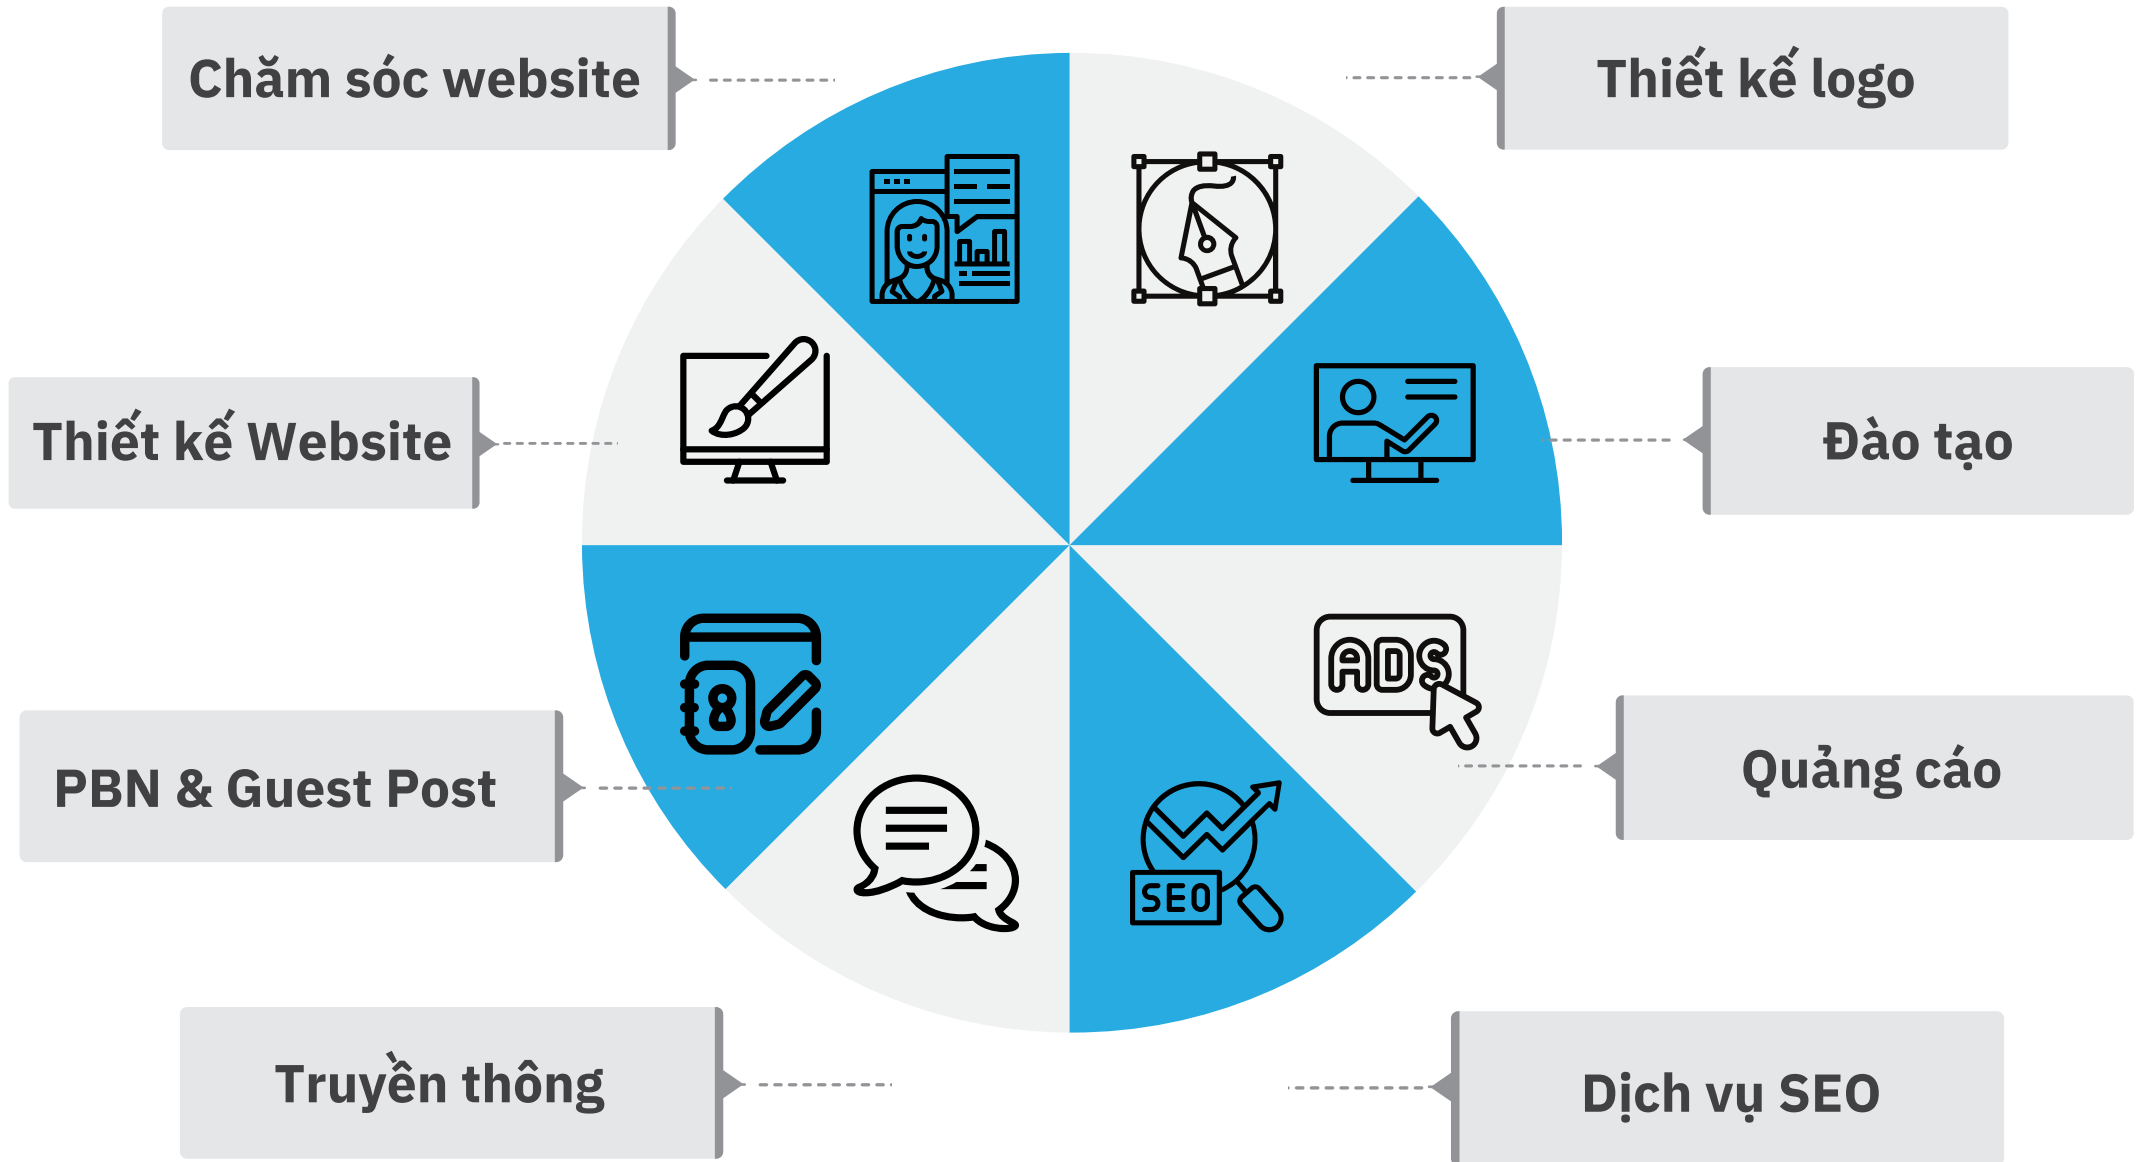 Chăm sóc website
Thiết kế logo
Thiết kế Website
Đào tạo
ADS
PBN & Guest Post
8
Quảng cáo
SEO
Truyền thông
Dịch vụ SEO